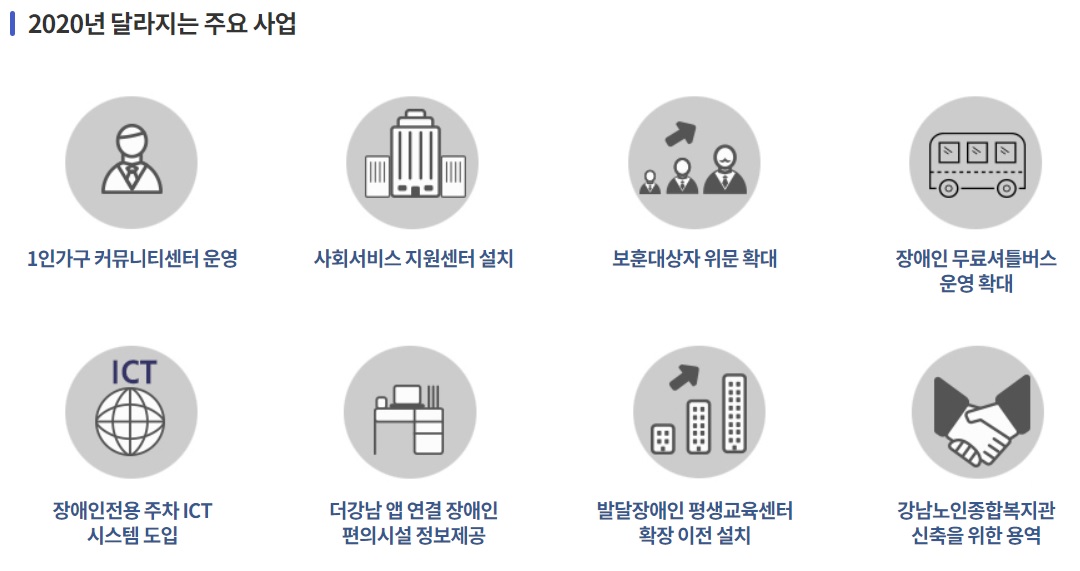 2020년 달라지는 주요 사업
1인가구 커뮤니티센터 운영
사회서비스 지원센터 설치
보훈대상자 위문 확대
장애인 무료셔틀버스
운영 확대
ICT
장애인전용 주차 ICT
시스템 도입
더강남 앱 연결 장애인
편의시설 정보제공
발달장애인 평생교육센터
확장 이전 설치
강남노인종합복지관
신축을 위한 용역